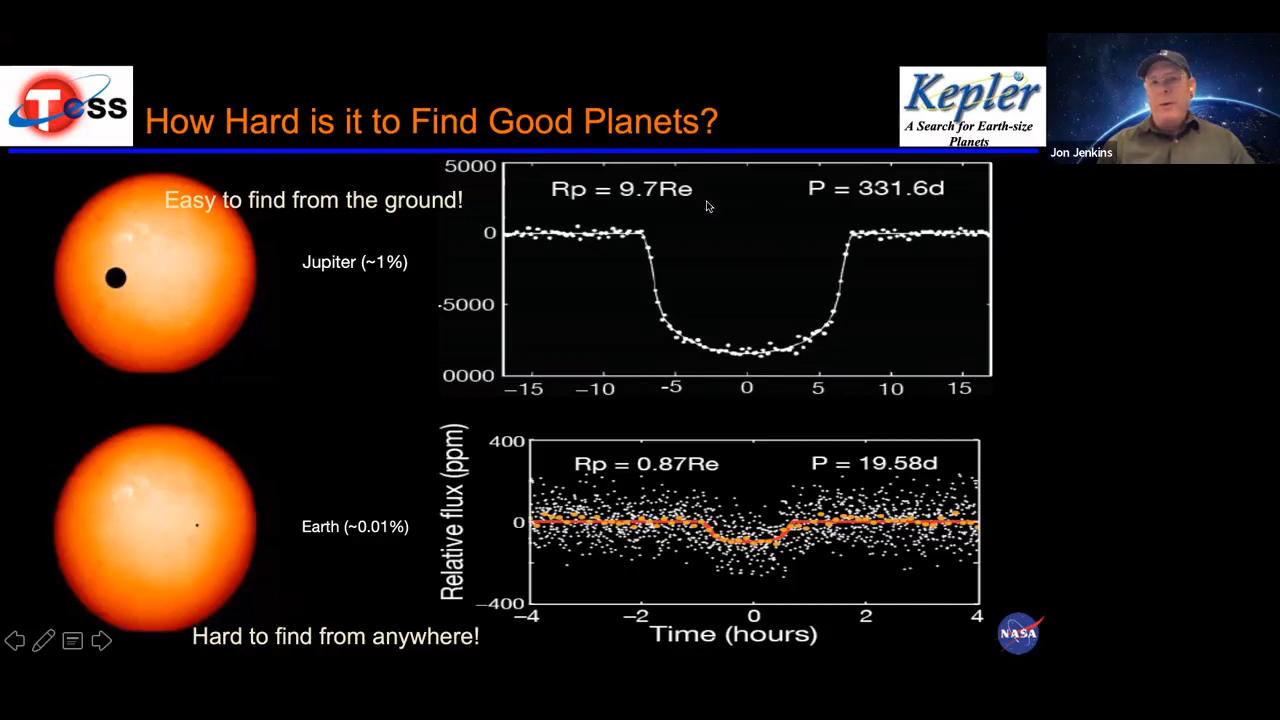 Tess
How Hard is it to Find Good Planets?
Kepler
A Search for Earth-size
Planets
Jon Jenkins
Easy to find from the ground!
Jupiter (~1%)
5000
0
-5000
0000
Rp = 9.7Re
P = 331.6d
−15 −10 -5 0 5 10 15
Earth (~0.01%)
Relative flux (ppm)
400
0
−400
Rp = 0.87Re
P = 19.58d
−4 −2 0 2 4
Time (hours)
Hard to find from anywhere!
NASA